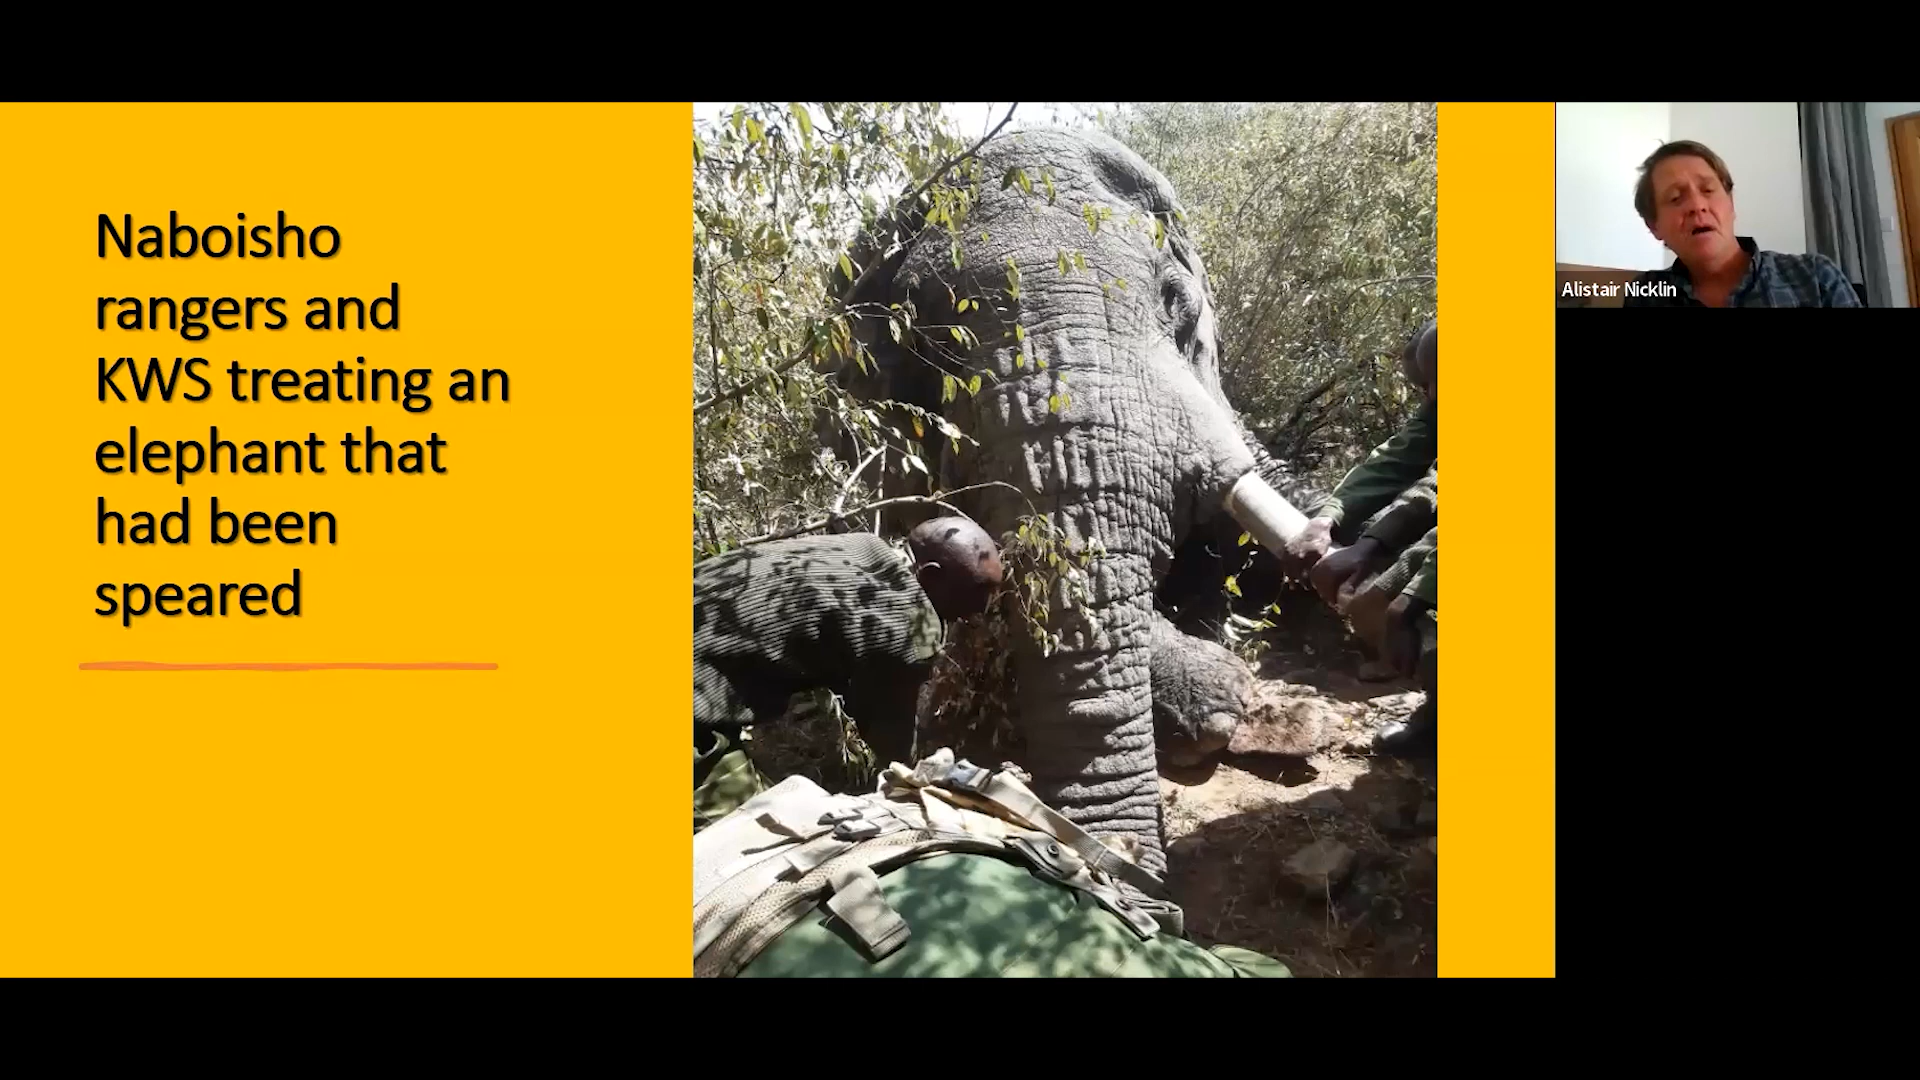 Naboisho
rangers and
KWS treating an
elephant that
had been
speared
Alistair Nicklin